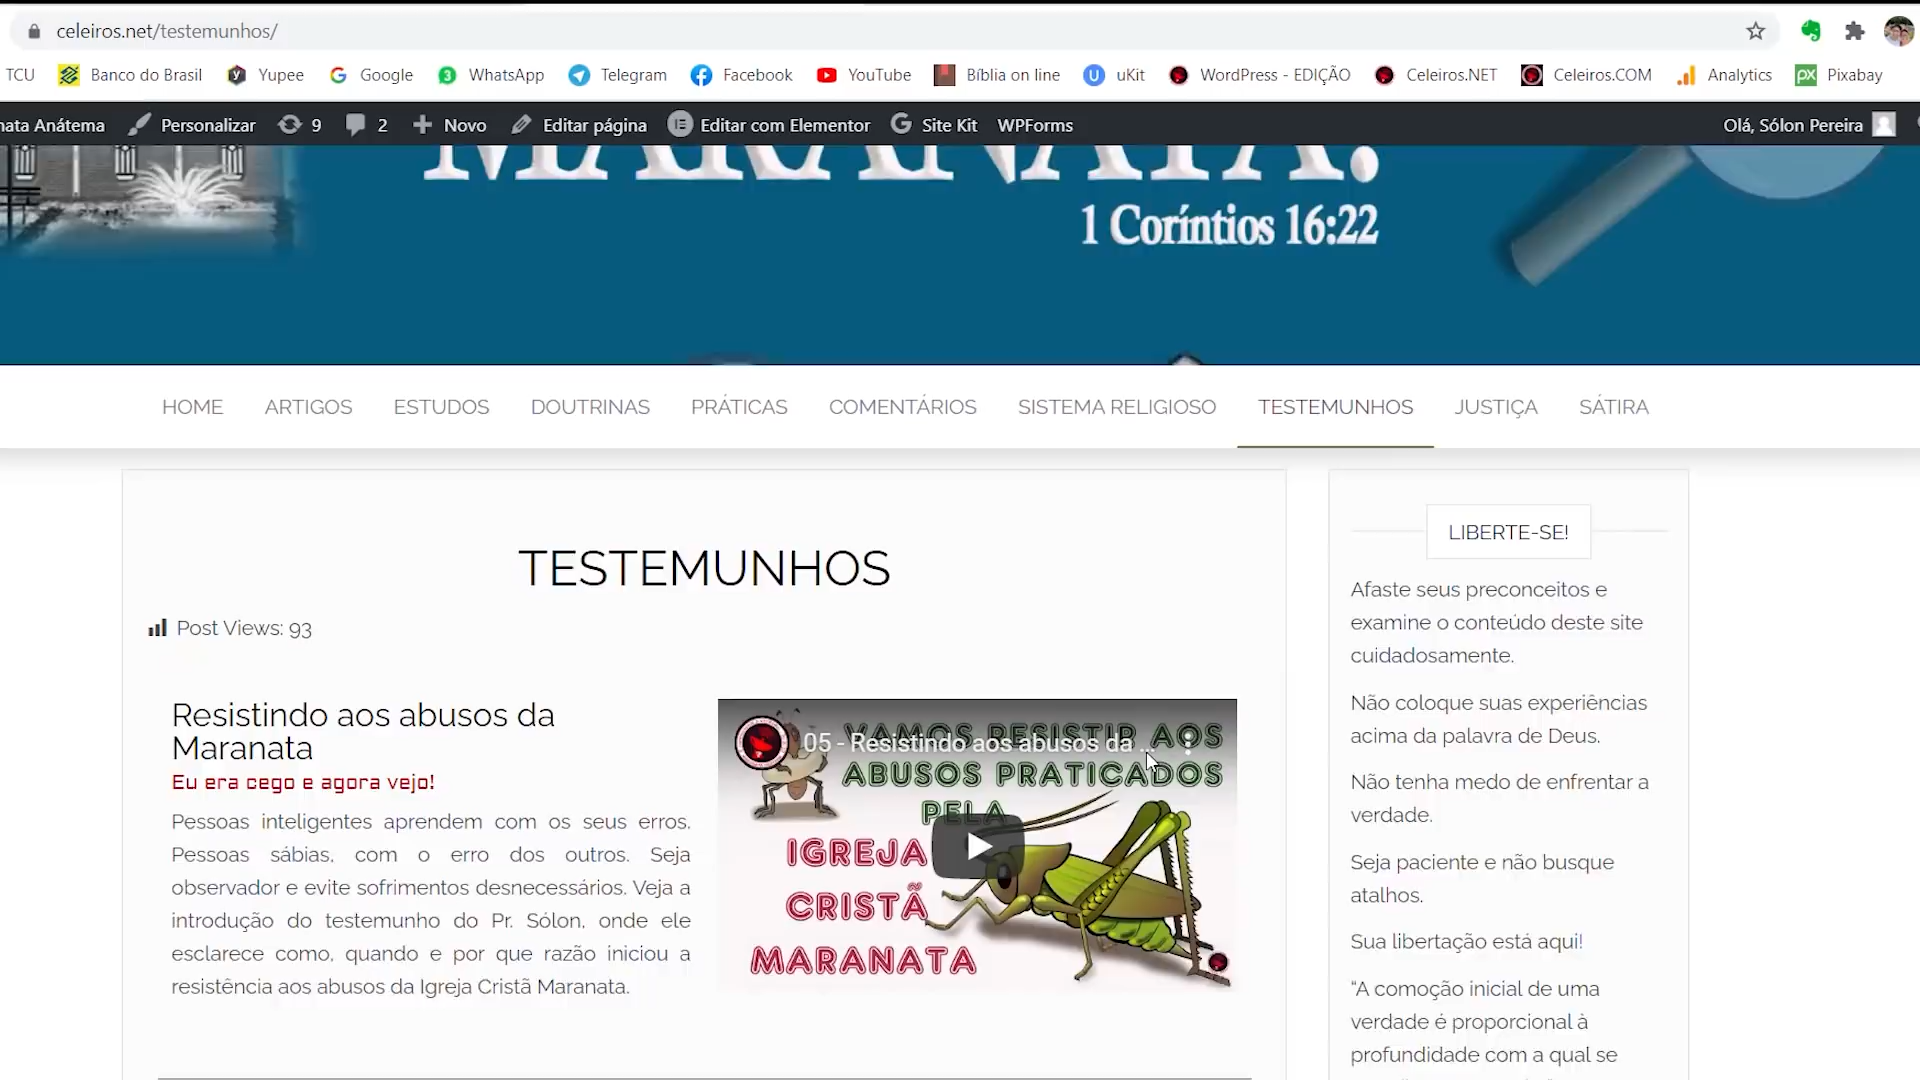 celeiros.net/testemunhos/
TCU Banco do Brasil Yupee Google WhatsApp Telegram Facebook YouTube Bíblia on line uKit WordPress - EDIÇÃO Celeiros.NET Celeiros.COM Analytics Pixabay
nata Anátema Personalizar 9 2 Novo Editar página Editar com Elementor Site Kit WPForms Olá, Sólon Pereira
MARANATA!
1 Coríntios 16:22
HOME ARTIGOS ESTUDOS DOUTRINAS PRÁTICAS COMENTÁRIOS SISTEMA RELIGIOSO TESTEMUNHOS JUSTIÇA SÁTIRA
TESTEMUNHOS
Post Views: 93
Resistindo aos abusos da
Maranata
Eu era cego e agora vejo!
Pessoas inteligentes aprendem com os seus erros.
Pessoas sábias, com o erro dos outros. Seja
observador e evite sofrimentos desnecessários. Veja a
introdução do testemunho do Pr. Sólon, onde ele
esclarece como, quando e por que razão iniciou a
resistência aos abusos da Igreja Cristã Maranata.
05 - Resistindo aos abusos da ...
VAMOS RESISTIR AOS
ABUSOS PRATICADOS
PELA
IGREJA
CRISTÃ
MARANATA
LIBERTE-SE!
Afaste seus preconceitos e
examine o conteúdo deste site
cuidadosamente.
Não coloque suas experiências
acima da palavra de Deus.
Não tenha medo de enfrentar a
verdade.
Seja paciente e não busque
atalhos.
Sua libertação está aqui!
“A comoção inicial de uma
verdade é proporcional à
profundidade com a qual se